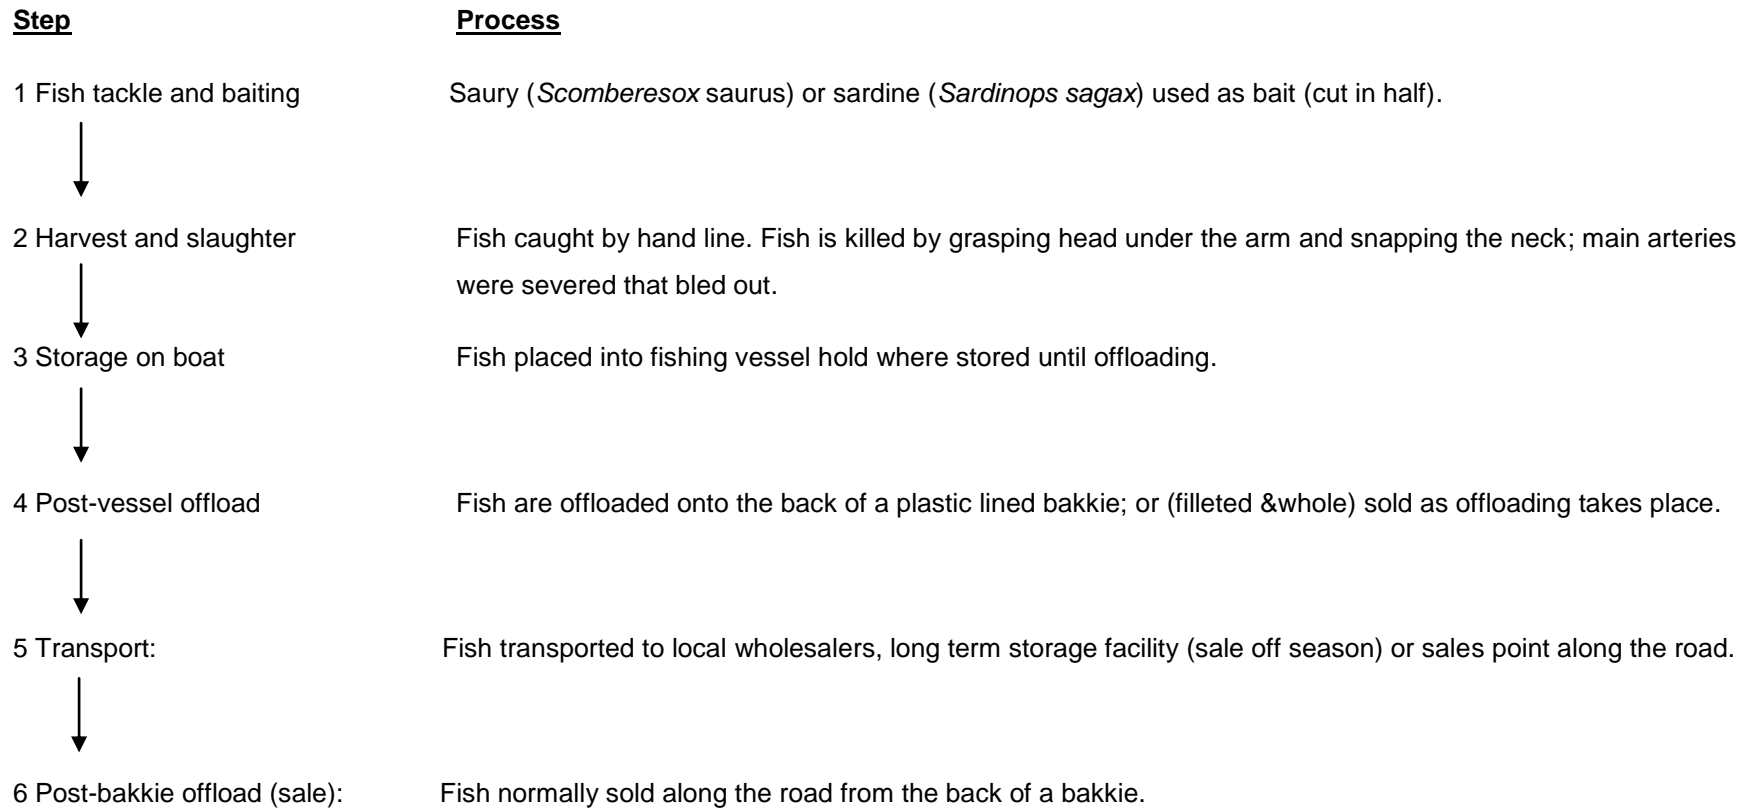 Step Process
1 Fish tackle and baiting Saury (Scomberesox saurus) or sardine (Sardinops sagax) used as bait (cut in half).
2 Harvest and slaughter Fish caught by hand line. Fish is killed by grasping head under the arm and snapping the neck; main arteries
were severed that bled out.
3 Storage on boat Fish placed into fishing vessel hold where stored until offloading.
4 Post-vessel offload Fish are offloaded onto the back of a plastic lined bakkie; or (filleted &whole) sold as offloading takes place.
5 Transport: Fish transported to local wholesalers, long term storage facility (sale off season) or sales point along the road.
6 Post-bakkie offload (sale): Fish normally sold along the road from the back of a bakkie.